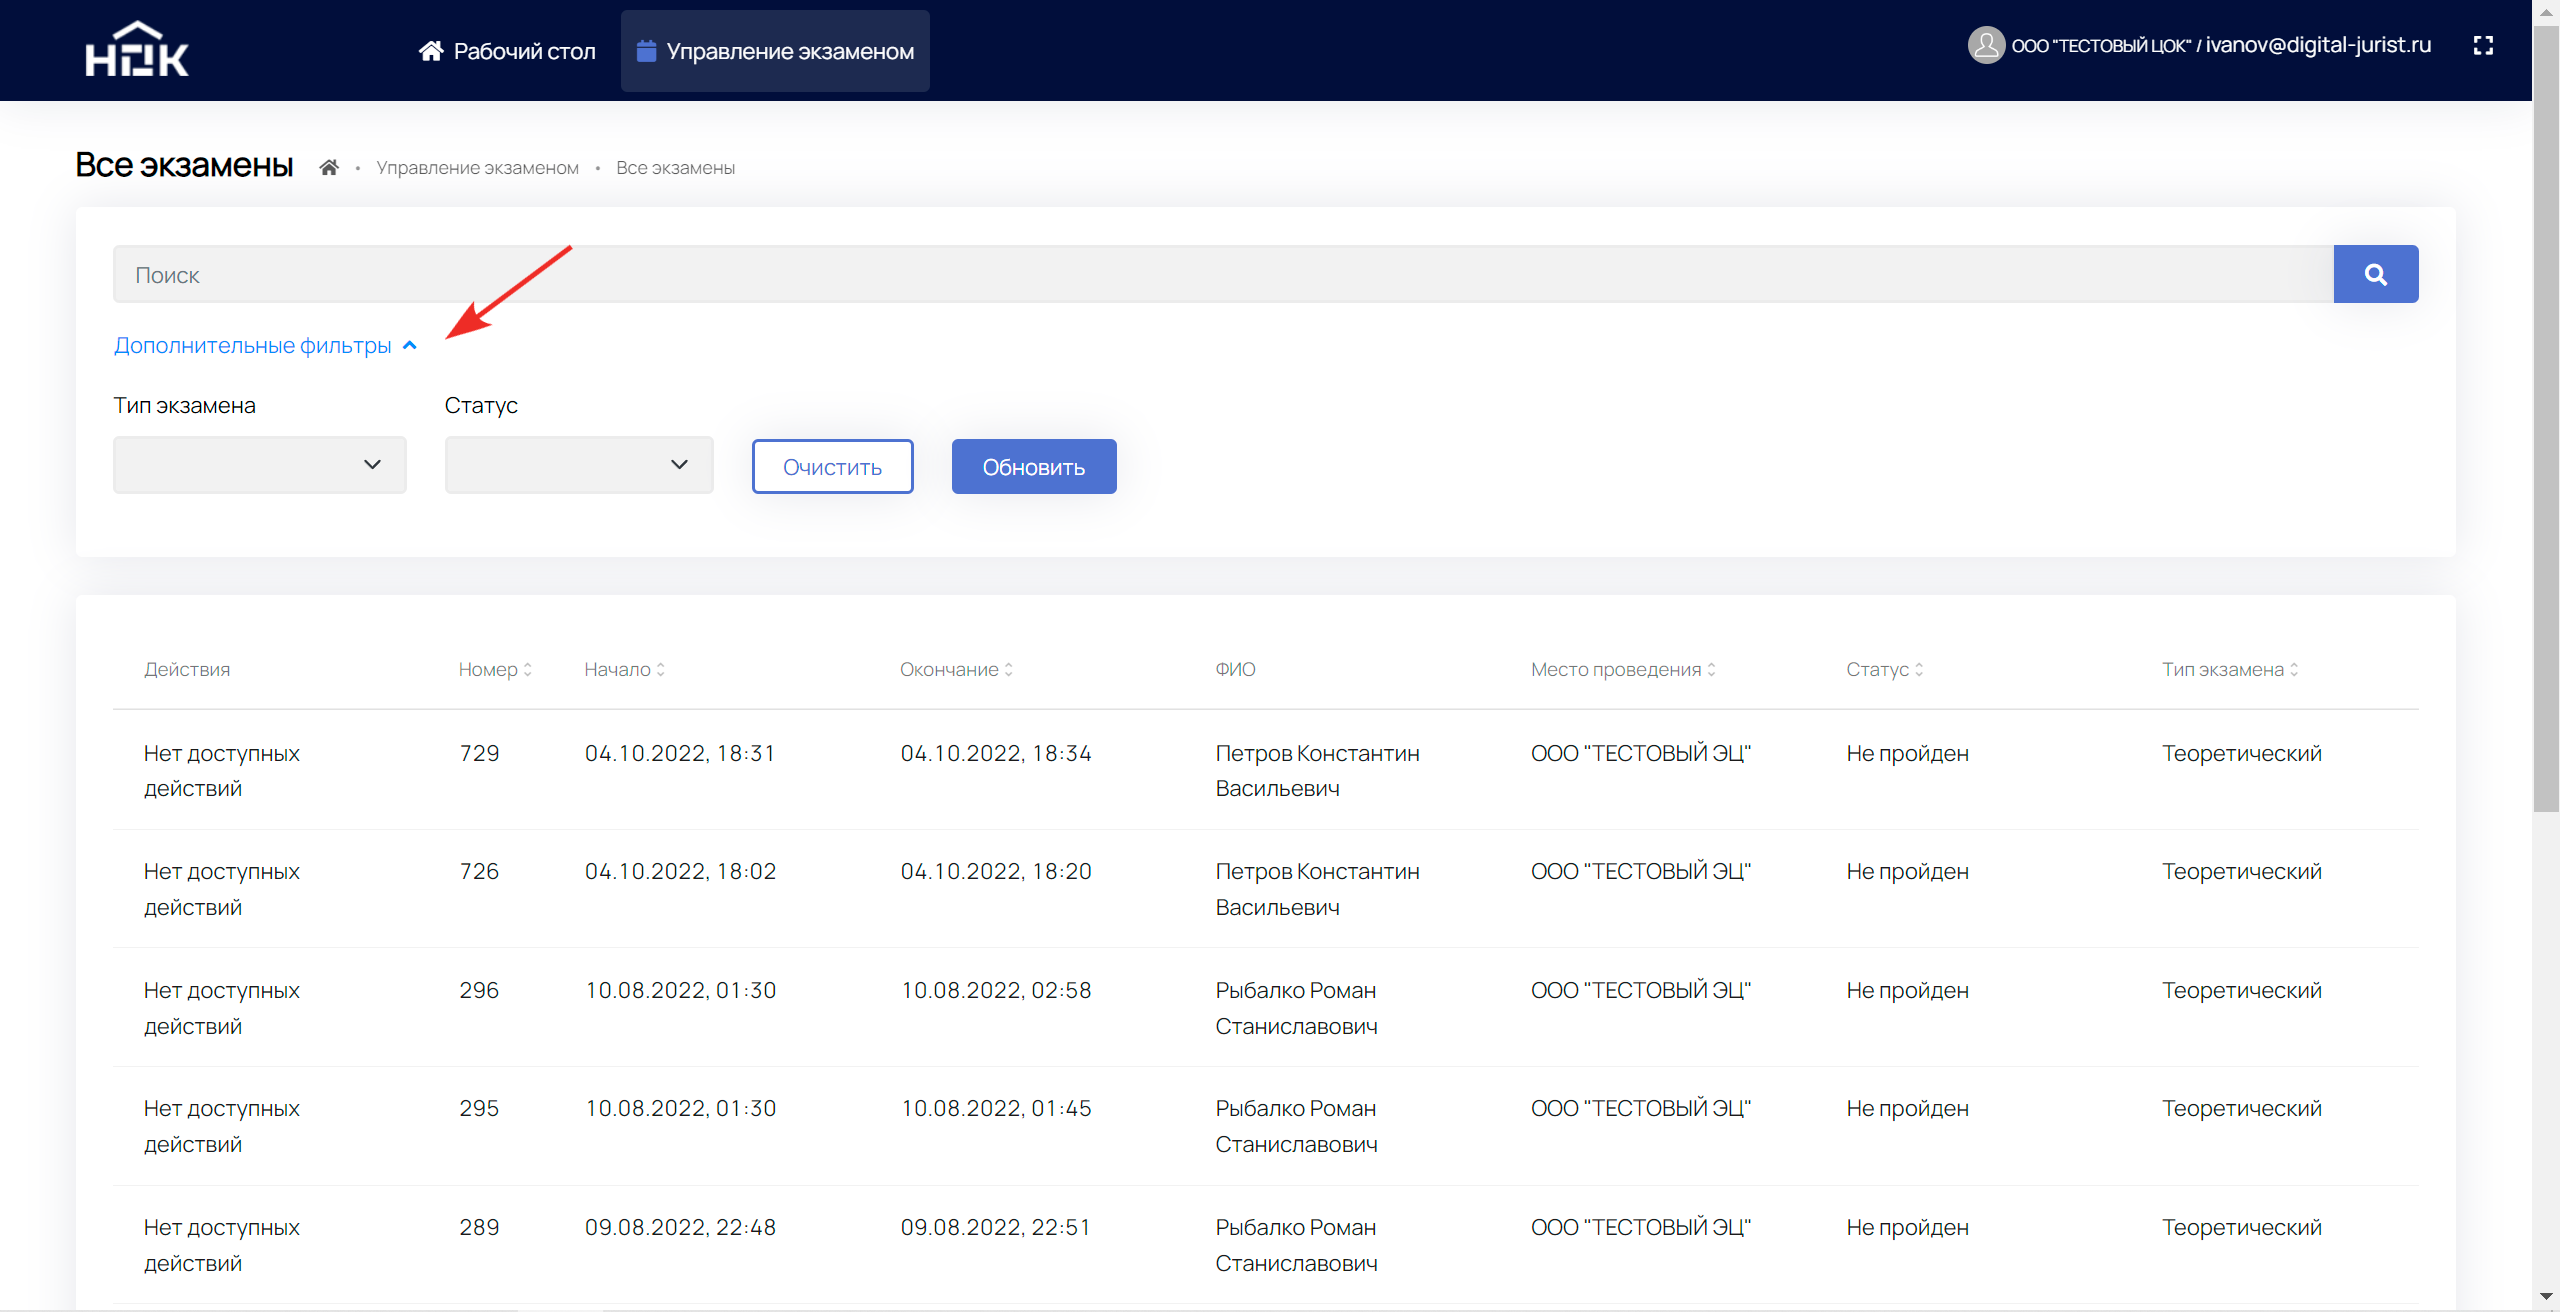 НОК
Рабочий стол
Управление экзаменом
ООО "ТЕСТОВЫЙ ЦОК" / ivanov@digital-jurist.ru
Все экзамены
Управление экзаменом • Все экзамены
Поиск
Дополнительные фильтры
Тип экзамена Статус
Очистить Обновить
Действия Номер Начало Окончание ФИО Место проведения Статус Тип экзамена
Нет доступных 729 04.10.2022, 18:31 04.10.2022, 18:34 Петров Константин ООО "ТЕСТОВЫЙ ЭЦ" Не пройден Теоретический
действий Васильевич
Нет доступных 726 04.10.2022, 18:02 04.10.2022, 18:20 Петров Константин ООО "ТЕСТОВЫЙ ЭЦ" Не пройден Теоретический
действий Васильевич
Нет доступных 296 10.08.2022, 01:30 10.08.2022, 02:58 Рыбалко Роман ООО "ТЕСТОВЫЙ ЭЦ" Не пройден Теоретический
действий Станиславович
Нет доступных 295 10.08.2022, 01:30 10.08.2022, 01:45 Рыбалко Роман ООО "ТЕСТОВЫЙ ЭЦ" Не пройден Теоретический
действий Станиславович
Нет доступных 289 09.08.2022, 22:48 09.08.2022, 22:51 Рыбалко Роман ООО "ТЕСТОВЫЙ ЭЦ" Не пройден Теоретический
действий Станиславович